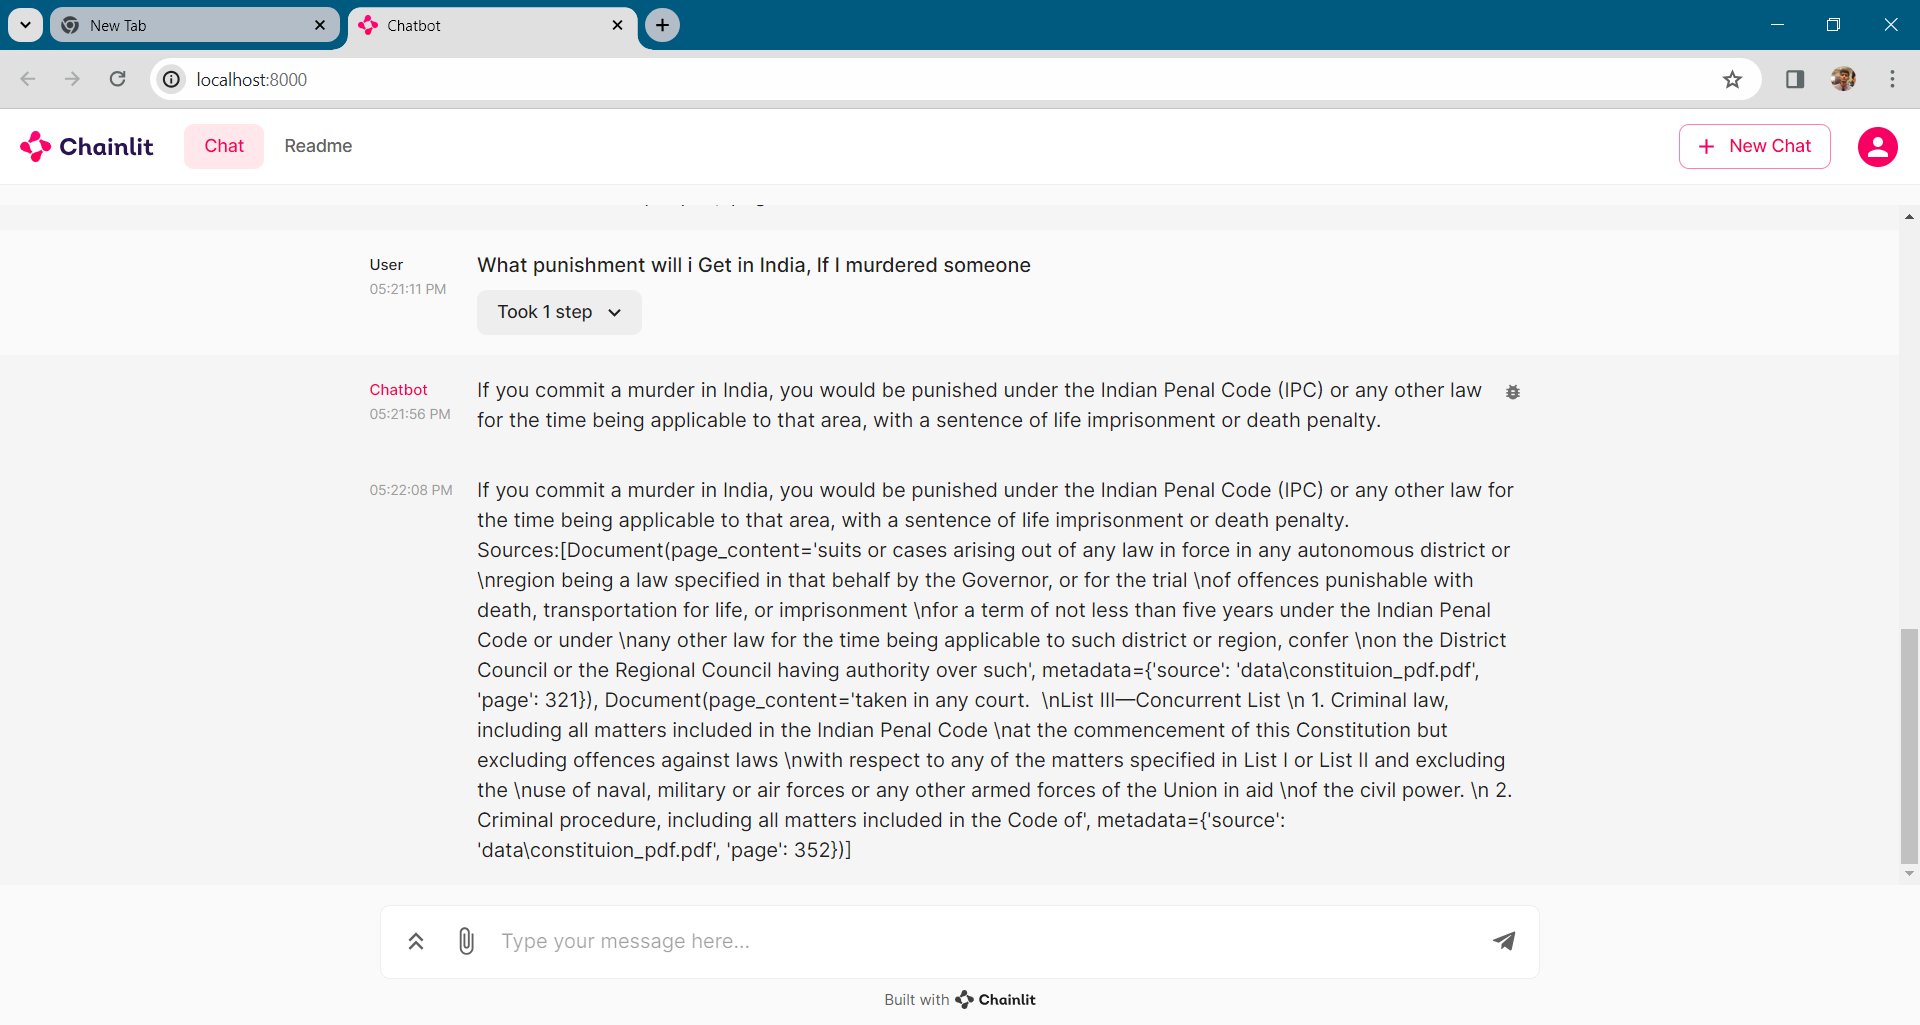 New Tab
Chatbot
localhost:8000
Chainlit
Chat
Readme
New Chat
User
05:21:11 PM
What punishment will i Get in India, If I murdered someone
Took 1 step
Chatbot
05:21:56 PM
If you commit a murder in India, you would be punished under the Indian Penal Code (IPC) or any other law
for the time being applicable to that area, with a sentence of life imprisonment or death penalty.
05:22:08 PM
If you commit a murder in India, you would be punished under the Indian Penal Code (IPC) or any other law for
the time being applicable to that area, with a sentence of life imprisonment or death penalty.
Sources:[Document(page_content='suits or cases arising out of any law in force in any autonomous district or
\nregion being a law specified in that behalf by the Governor, or for the trial \nof offences punishable with
death, transportation for life, or imprisonment \nfor a term of not less than five years under the Indian Penal
Code or under \nany other law for the time being applicable to such district or region, confer \non the District
Council or the Regional Council having authority over such', metadata={'source': 'data\constituion_pdf.pdf',
'page': 321}), Document(page_content='taken in any court.  \nList III—Concurrent List \n 1. Criminal law,
including all matters included in the Indian Penal Code \nat the commencement of this Constitution but
excluding offences against laws \nwith respect to any of the matters specified in List I or List II and excluding
the \nuse of naval, military or air forces or any other armed forces of the Union in aid \nof the civil power. \n 2.
Criminal procedure, including all matters included in the Code of', metadata={'source':
'data\constituion_pdf.pdf', 'page': 352})]
Type your message here...
Built with Chainlit